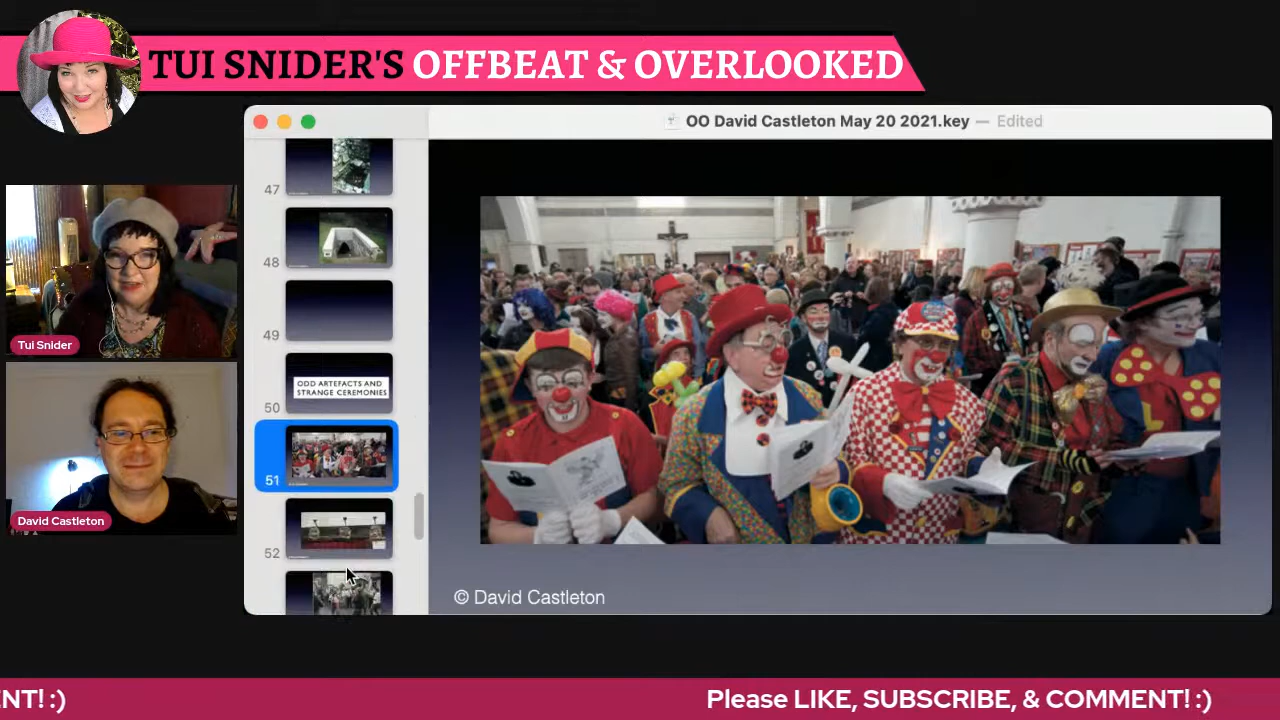 TUI SNIDER'S OFFBEAT & OVERLOOKED
OO David Castleton May 20 2021.key — Edited
47
48
49
50
ODD ARTEFACTS AND
STRANGE CEREMONIES
51
52
© David Castleton
Tui Snider
David Castleton
ENT! :)
Please LIKE, SUBSCRIBE, & COMMENT! :)